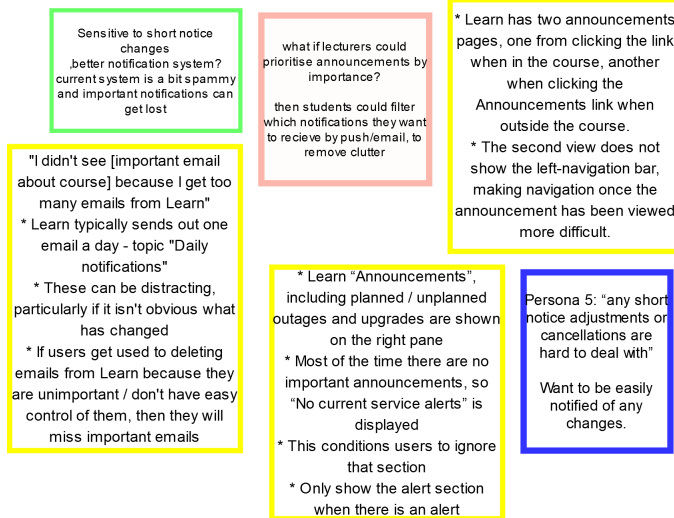 Sensitive to short notice
changes
,better notification system?
current system is a bit spammy
and important notifications can
get lost
what if lecturers could
prioritise announcements by
importance?
then students could filter
which notifications they want
to recieve by push/email, to
remove clutter
* Learn has two announcements
pages, one from clicking the link
when in the course, another
when clicking the
Announcements link when
outside the course.
* The second view does not
show the left-navigation bar,
making navigation once the
announcement has been viewed
more difficult.
"I didn't see [important email
about course] because I get too
many emails from Learn"
* Learn typically sends out one
email a day - topic "Daily
notifications"
* These can be distracting,
particularly if it isn't obvious what
has changed
* If users get used to deleting
emails from Learn because they
are unimportant / don't have easy
control of them, then they will
miss important emails
* Learn “Announcements”,
including planned / unplanned
outages and upgrades are shown
on the right pane
* Most of the time there are no
important announcements, so
“No current service alerts” is
displayed
* This conditions users to ignore
that section
* Only show the alert section
when there is an alert
Persona 5: “any short
notice adjustments or
cancellations are
hard to deal with”
Want to be easily
notified of any
changes.